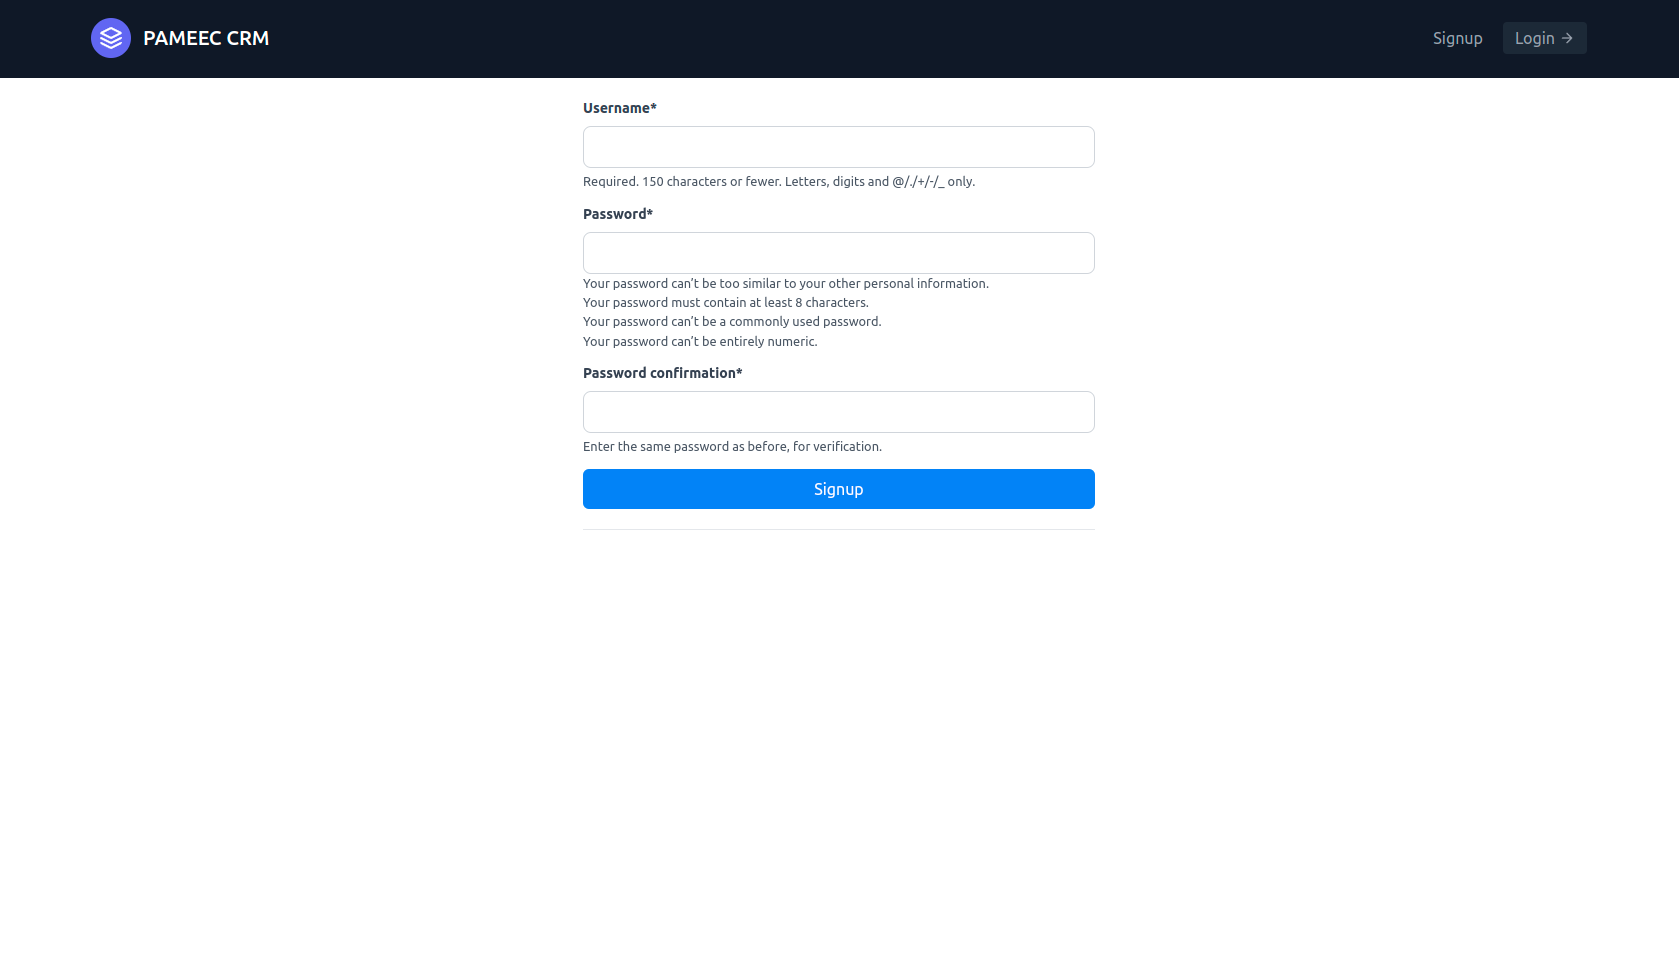 PAMEEC CRM
Signup
Login →
Username*
Required. 150 characters or fewer. Letters, digits and @/./+/-/_ only.
Password*
Your password can’t be too similar to your other personal information.
Your password must contain at least 8 characters.
Your password can’t be a commonly used password.
Your password can’t be entirely numeric.
Password confirmation*
Enter the same password as before, for verification.
Signup